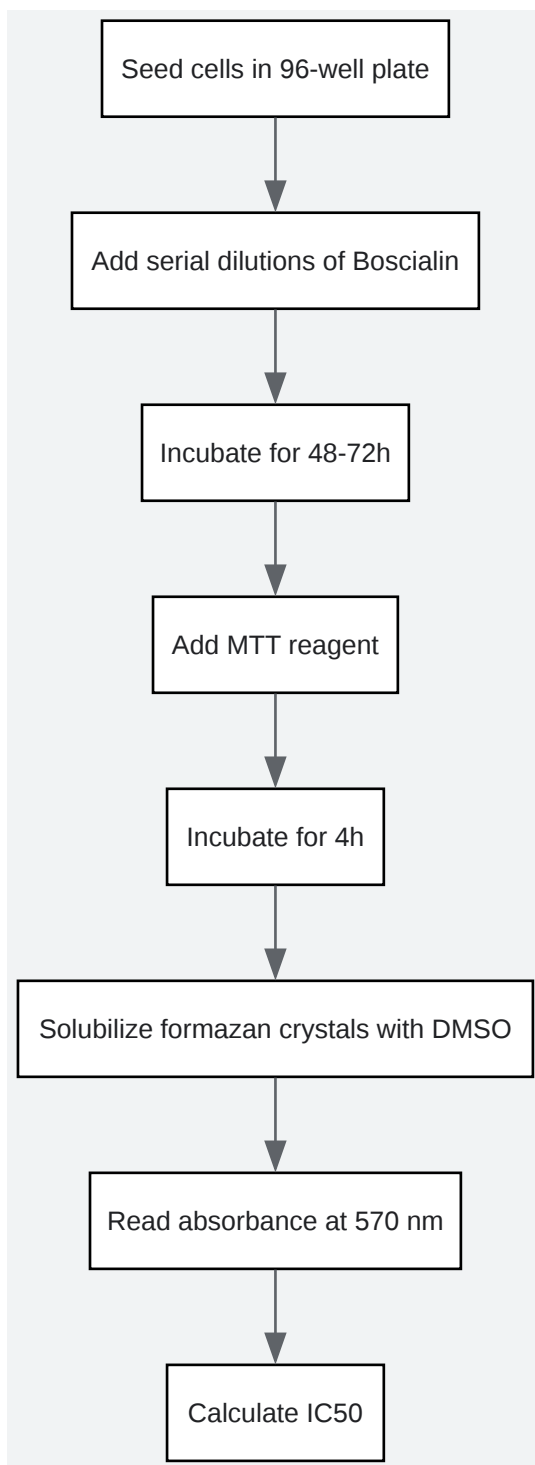 Seed cells in 96-well plate
Add serial dilutions of Boscialin
Incubate for 48-72h
Add MTT reagent
Incubate for 4h
Solubilize formazan crystals with DMSO
Read absorbance at 570 nm
Calculate IC50